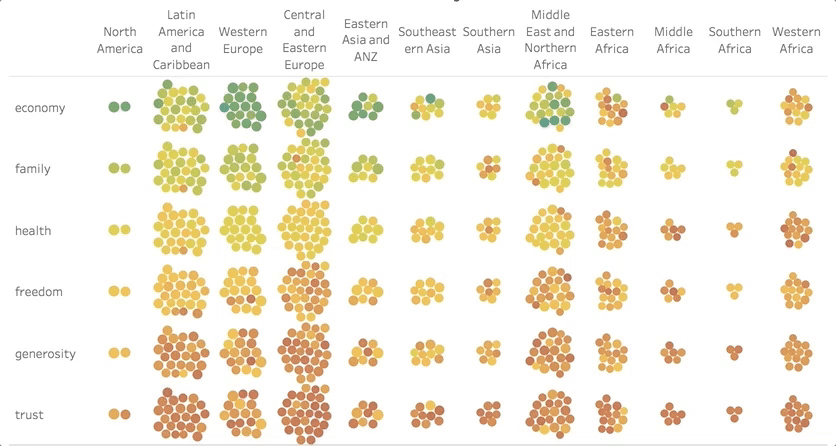 North America
Latin America and Caribbean
Western Europe
Central and Eastern Europe
Eastern Asia and ANZ
Southeast ern Asia
Southern Asia
Middle East and Northern Africa
Eastern Africa
Middle Africa
Southern Africa
Western Africa
economy
family
health
freedom
generosity
trust